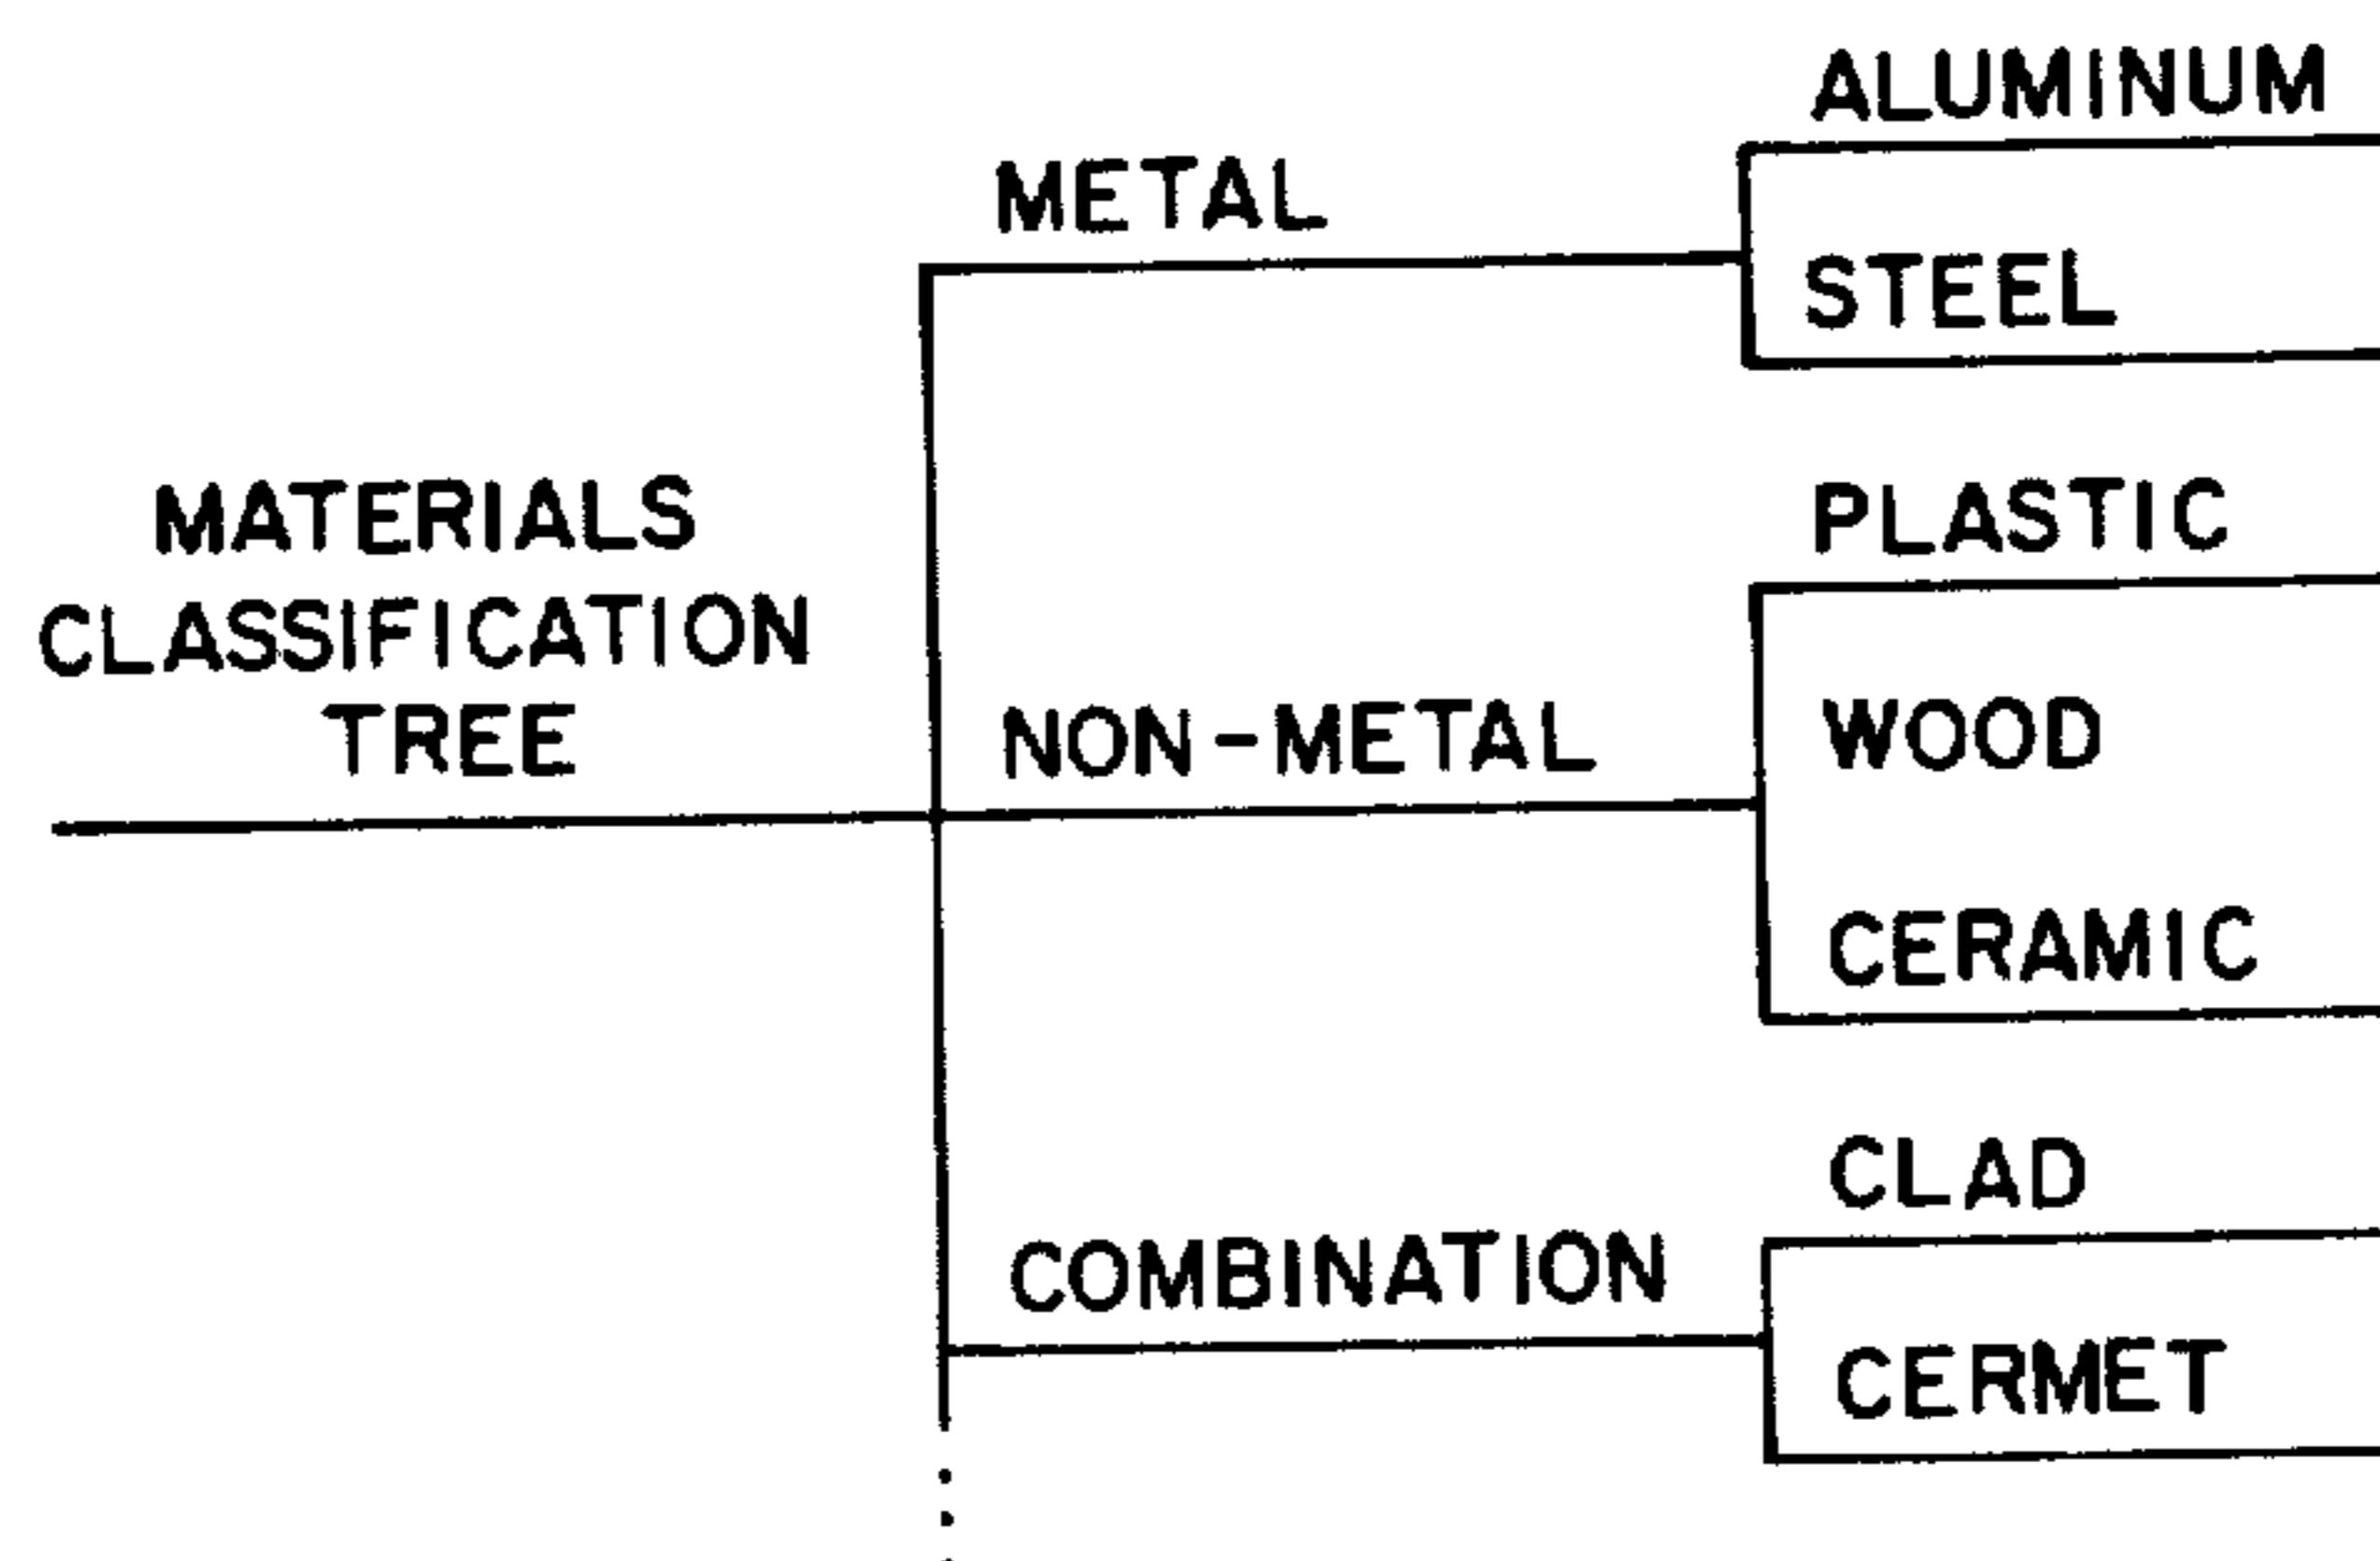 ALUMINUM
METAL
STEEL
MATERIALS
CLASSIFICATION
TREE
PLASTIC
NON-METAL
WOOD
CERAMIC
CLAD
COMBINATION
CERMET